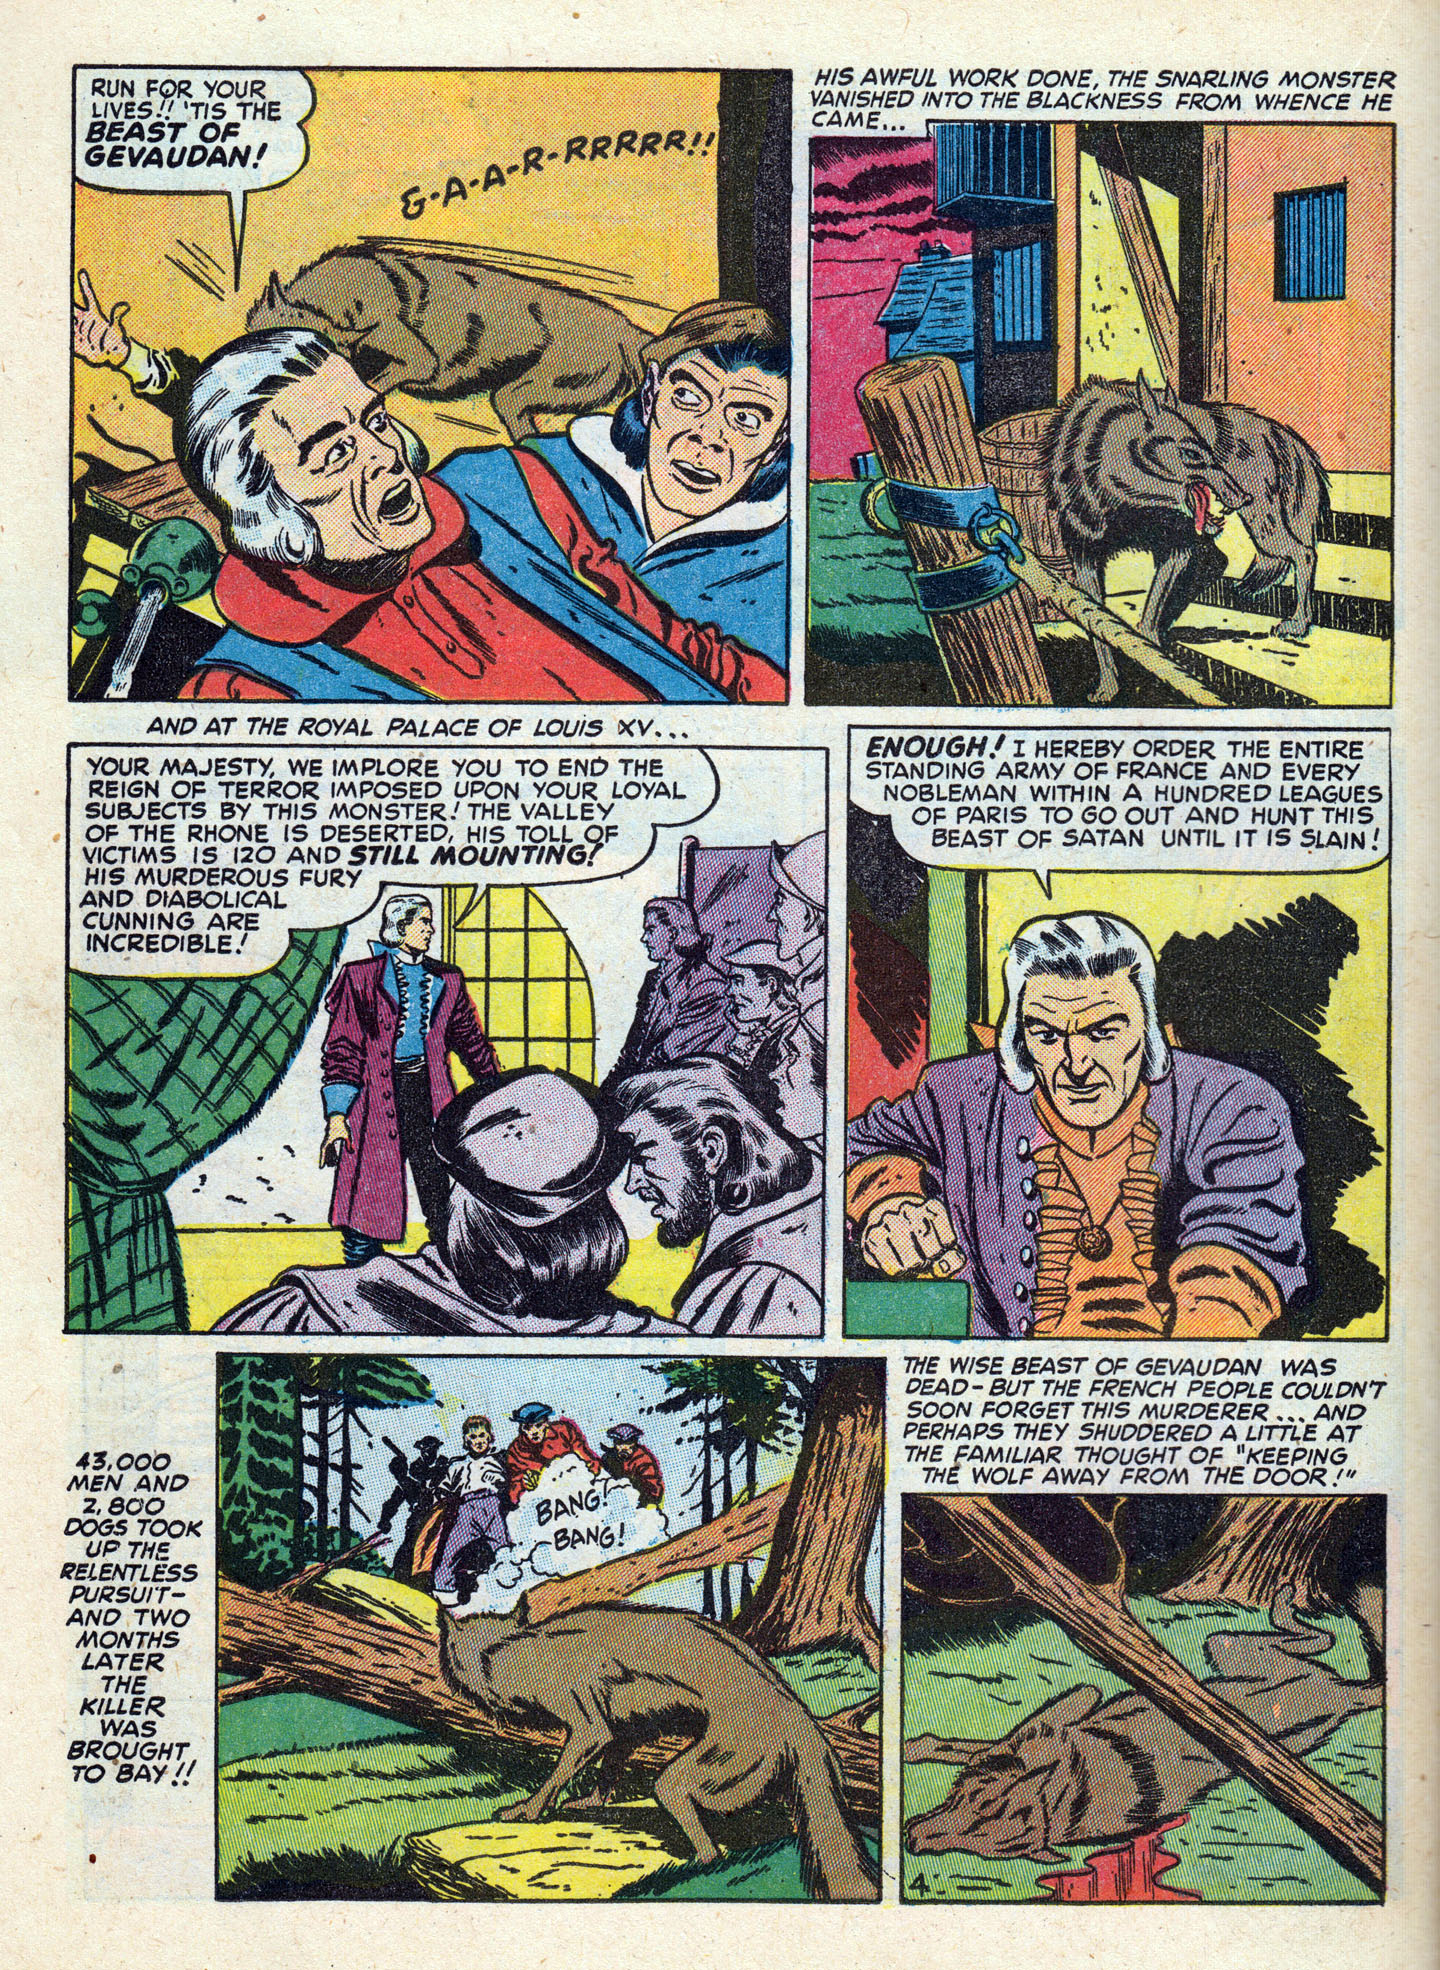 RUN FOR YOUR
LIVES!! 'TIS THE
BEAST OF
GEVAUDAN!
G-A-A-R-RRRRR!!
HIS AWFUL WORK DONE, THE SNARLING MONSTER
VANISHED INTO THE BLACKNESS FROM WHENCE HE
CAME...
AND AT THE ROYAL PALACE OF LOUIS XV...
YOUR MAJESTY, WE IMPLORE YOU TO END THE
REIGN OF TERROR IMPOSED UPON YOUR LOYAL
SUBJECTS BY THIS MONSTER! THE VALLEY
OF THE RHONE IS DESERTED, HIS TOLL OF
VICTIMS IS 120 AND STILL MOUNTING!
HIS MURDEROUS FURY
AND DIABOLICAL
CUNNING ARE
INCREDIBLE!
ENOUGH! I HEREBY ORDER THE ENTIRE
STANDING ARMY OF FRANCE AND EVERY
NOBLEMAN WITHIN A HUNDRED LEAGUES
OF PARIS TO GO OUT AND HUNT THIS
BEAST OF SATAN UNTIL IT IS SLAIN!
43,000
MEN AND
2,800
DOGS TOOK
UP THE
RELENTLESS
PURSUIT-
AND TWO
MONTHS
LATER
THE
KILLER
WAS
BROUGHT
TO BAY!!
BANG!
BANG!
THE WISE BEAST OF GEVAUDAN WAS
DEAD-BUT THE FRENCH PEOPLE COULDN'T
SOON FORGET THIS MURDERER... AND
PERHAPS THEY SHUDDERED A LITTLE AT
THE FAMILIAR THOUGHT OF "KEEPING
THE WOLF AWAY FROM THE DOOR!"
4